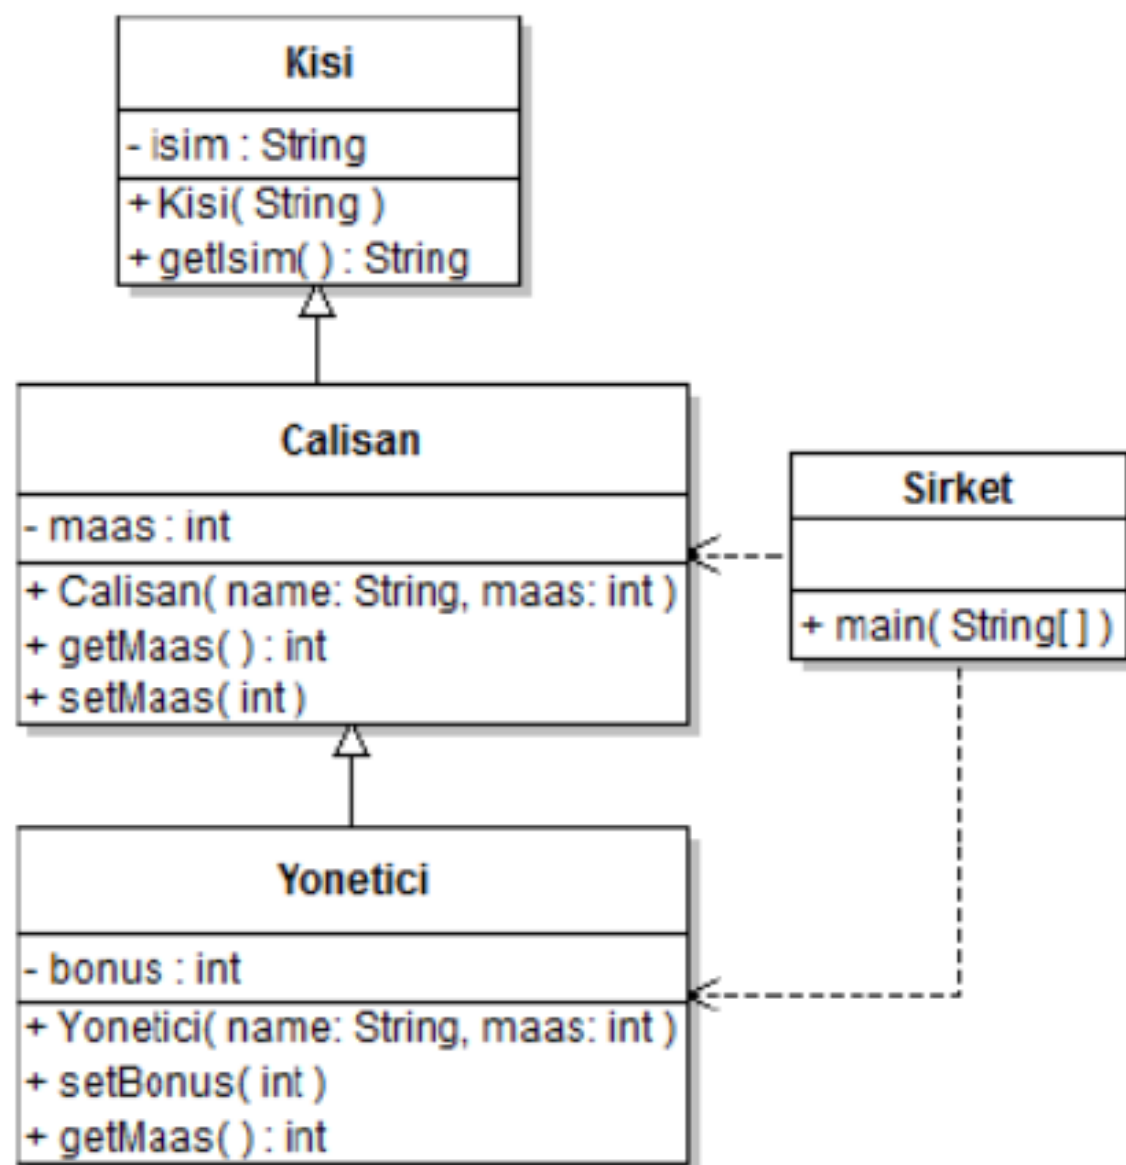 Kisi
- isim : String
+ Kisi( String )
+ getIsim( ) : String
Calisan
- maas : int
+ Calisan( name: String, maas: int )
+ getMaas( ) : int
+ setMaas( int )
Sirket
+ main( String[ ] )
Yonetici
- bonus : int
+ Yonetici( name: String, maas: int )
+ setBonus( int )
+ getMaas( ) : int